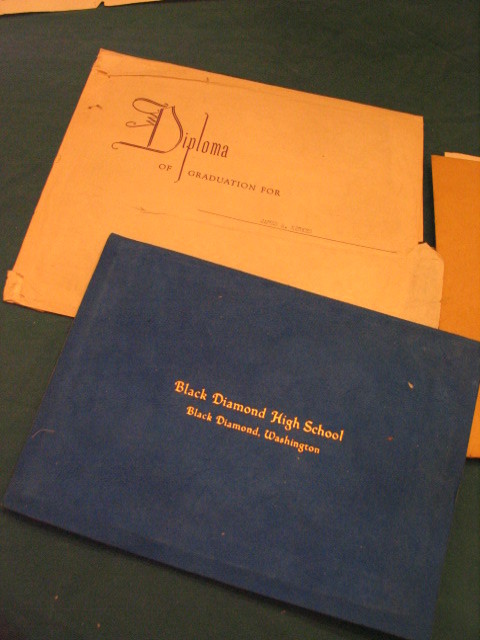 Diploma
OF GRADUATION FOR
Black Diamond High School
Black Diamond, Washington